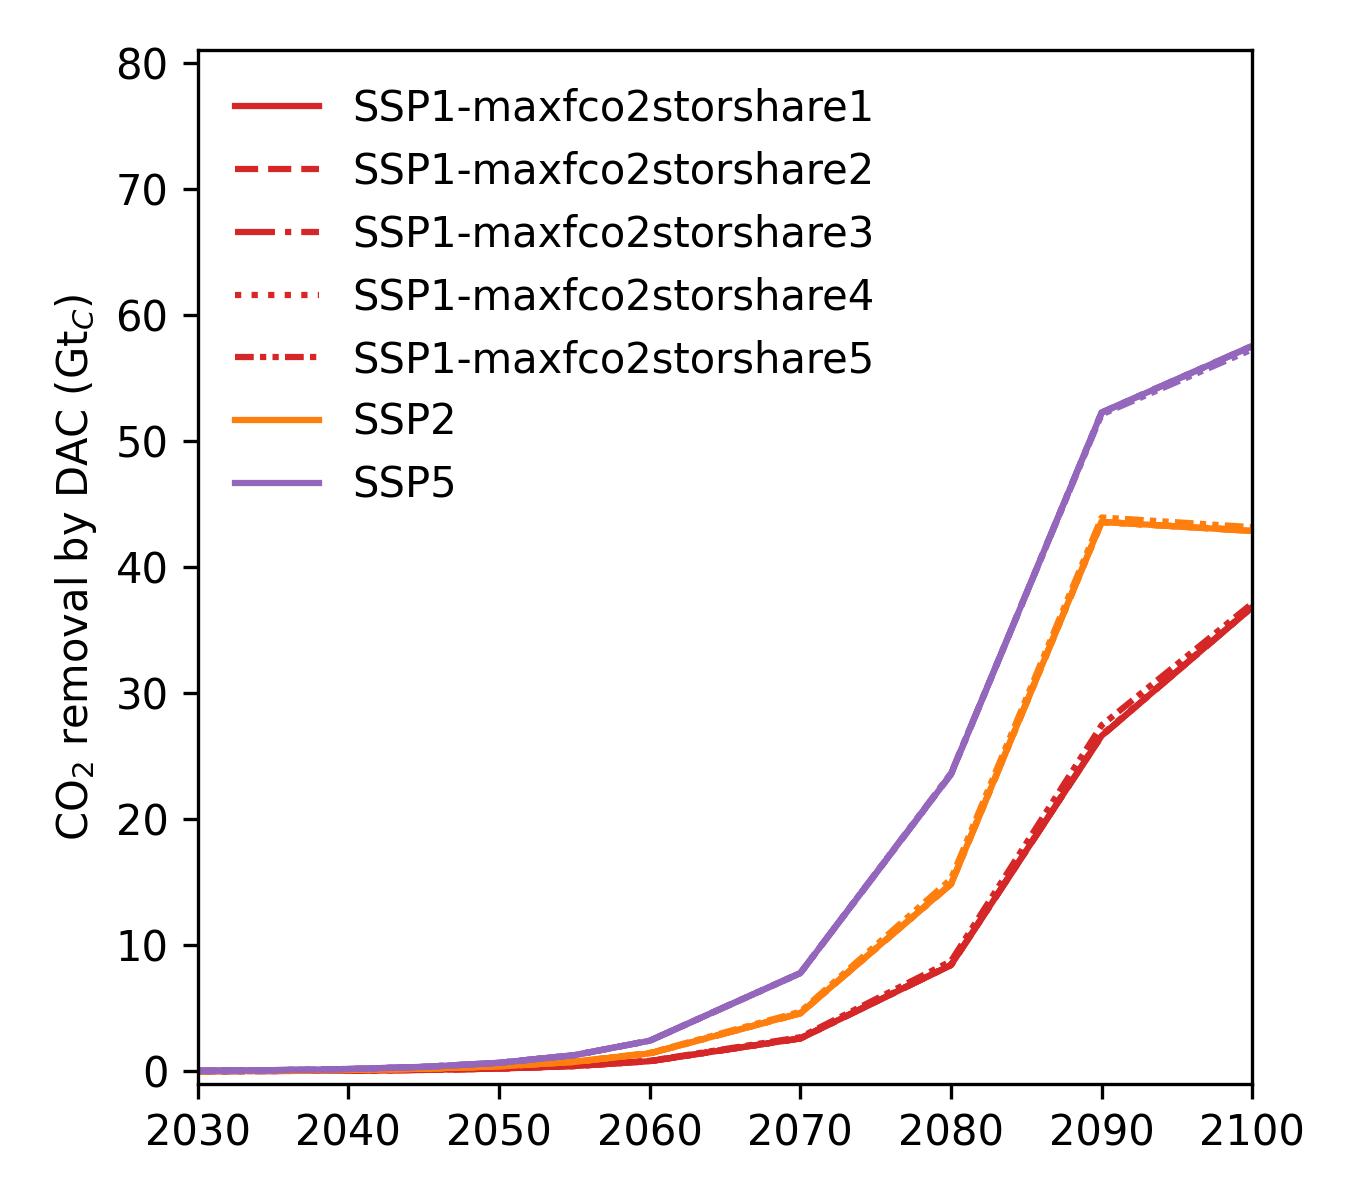 80
70
60
50
40
30
20
10
0
CO₂ removal by DAC (Gt_C)
SSP1-maxfco2storshare1
SSP1-maxfco2storshare2
SSP1-maxfco2storshare3
SSP1-maxfco2storshare4
SSP1-maxfco2storshare5
SSP2
SSP5
2030 2040 2050 2060 2070 2080 2090 2100